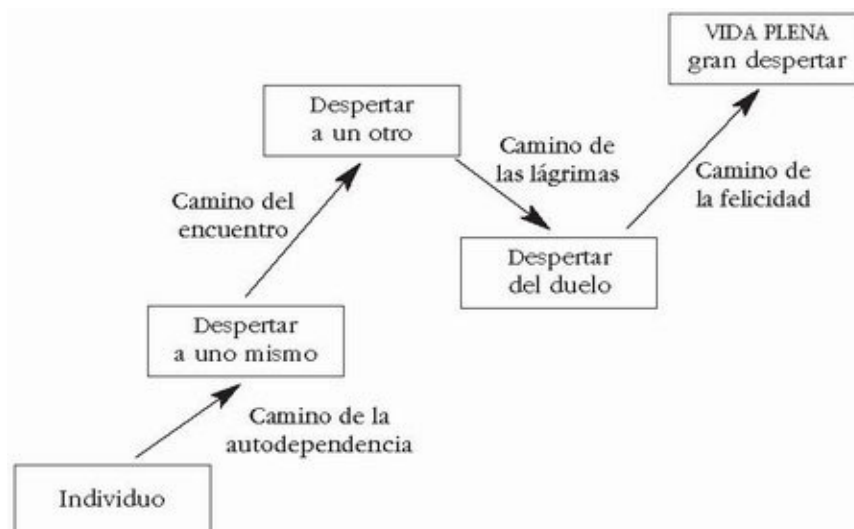 VIDA PLENA
gran despertar
Despertar
a un otro
Camino de
las lágrimas
Camino de
la felicidad
Camino del
encuentro
Despertar
del duelo
Despertar
a uno mismo
Camino de la
autodependencia
Individuo